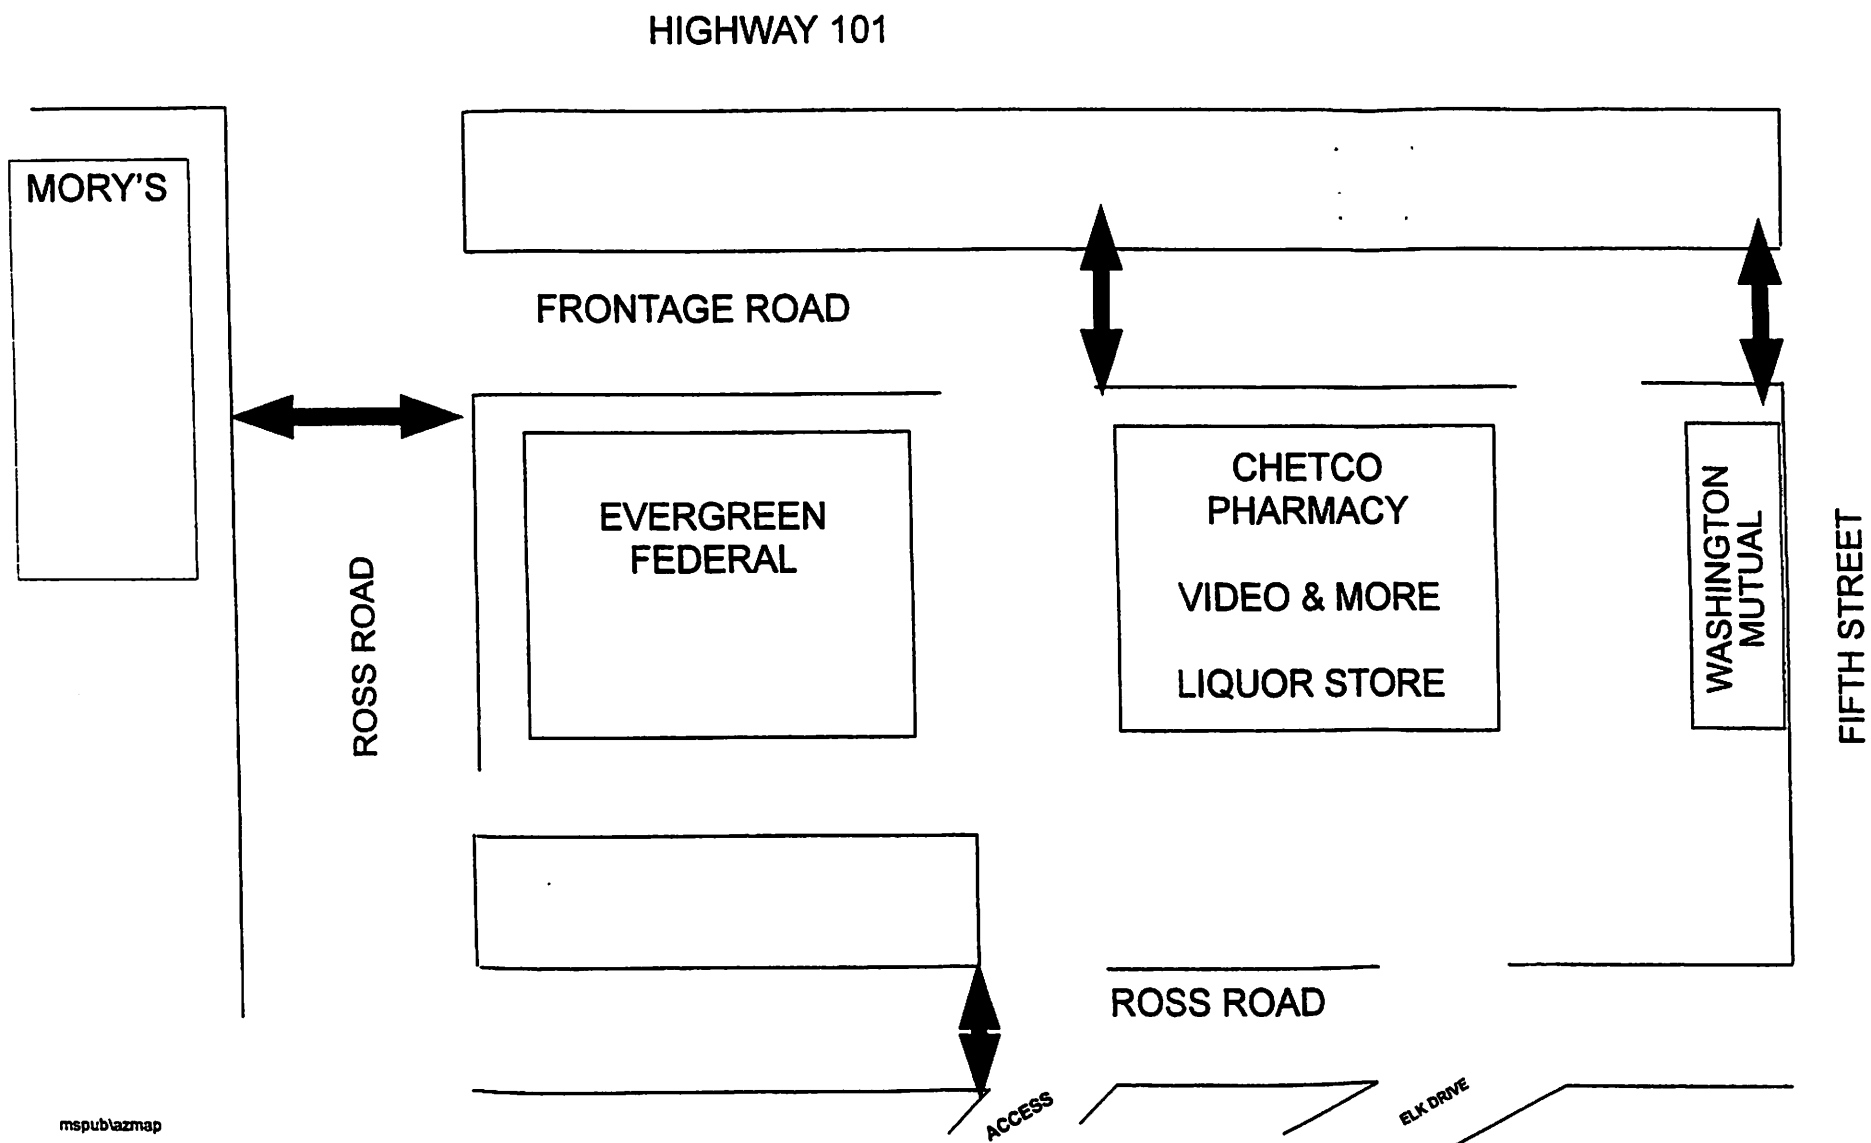 HIGHWAY 101
MORY'S
FRONTAGE ROAD
EVERGREEN
FEDERAL
CHETCO
PHARMACY
VIDEO & MORE
LIQUOR STORE
WASHINGTON
MUTUAL
FIFTH STREET
ROSS ROAD
ROSS ROAD
ACCESS
ELK DRIVE
mspub\azmap